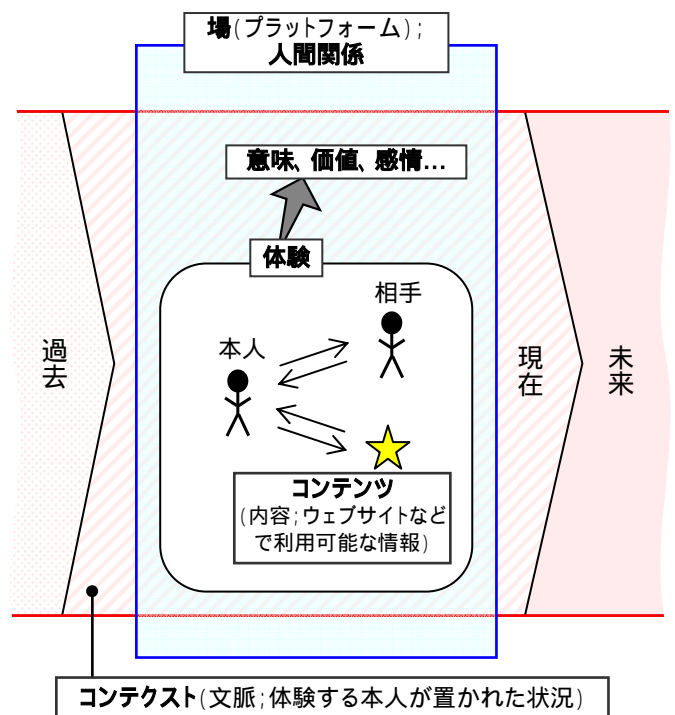 場(プラットフォーム);
人間関係
意味、価値、感情...
体験
相手
本人
過去
現在
未来
コンテンツ
(内容;ウェブサイトなど
で利用可能な情報)
コンテクスト(文脈;体験する本人が置かれた状況)